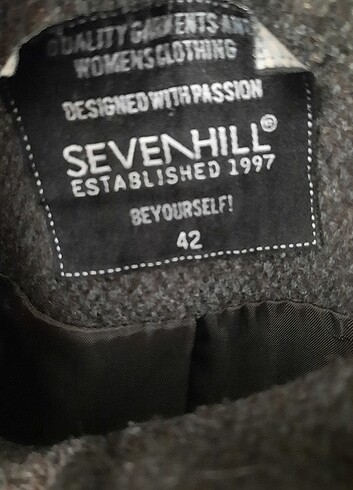 QUALITY GARMENTS AND
WOMENS CLOTHING
DESIGNED WITH PASSION
SEVENHILL®
ESTABLISHED 1997
BEYOURSELF!
42